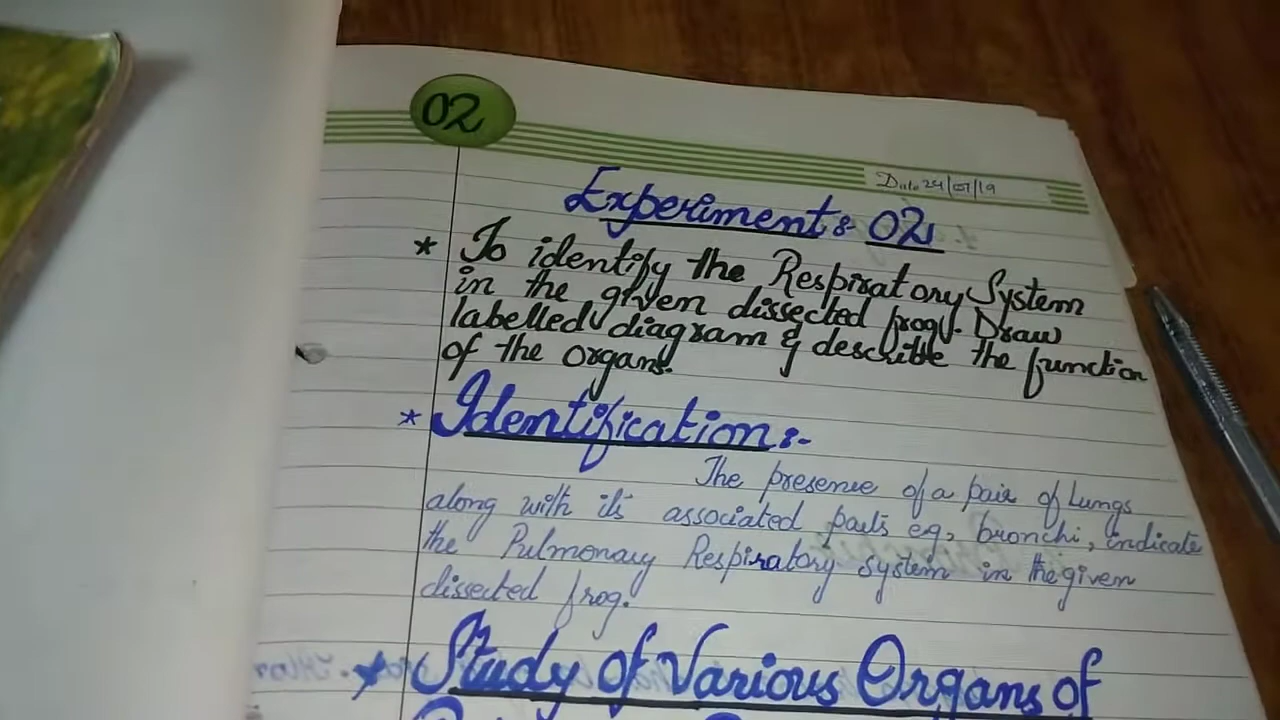 02
Date 24/07/19
Experiment: 02
* To identify the Respiratory System
in the given dissected frog. Draw
labelled diagram & describe the function
of the organs.
* Identification:-
The presence of a pair of Lungs
along with its associated parts eg, bronchi, indicate
the Pulmonary Respiratory system in the given
dissected frog.
* Study of Various Organs of